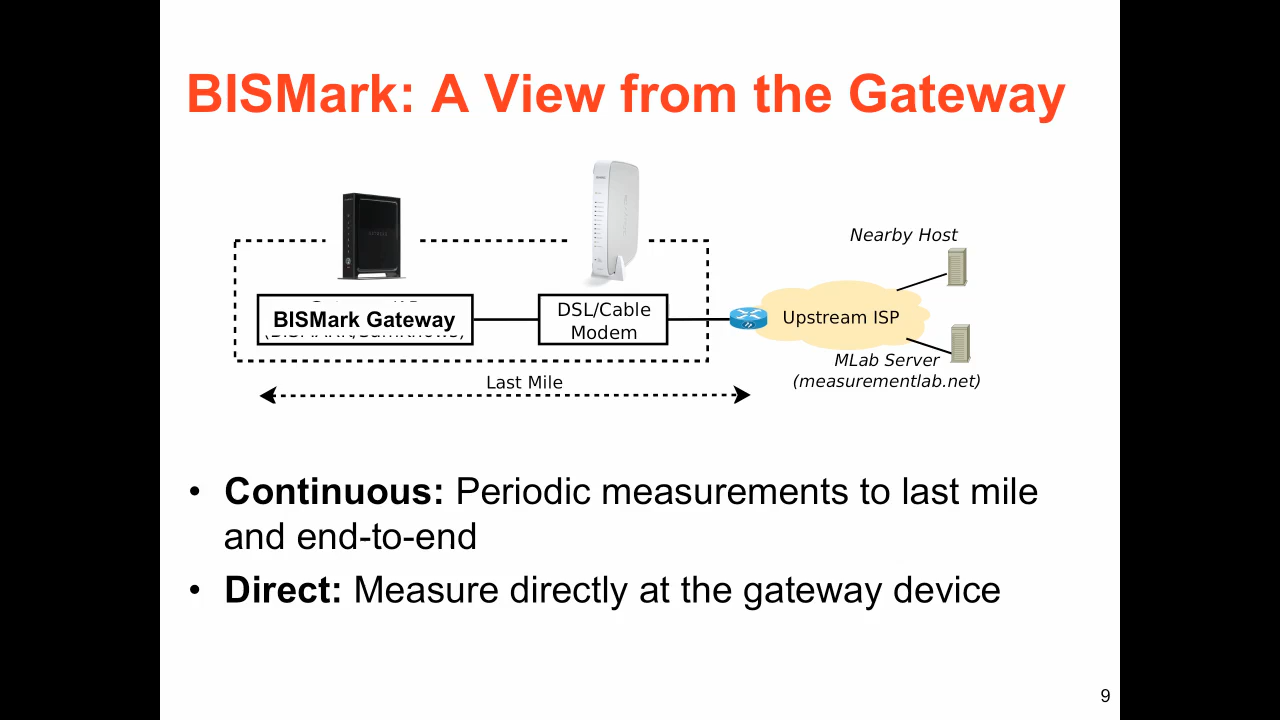 BISMark: A View from the Gateway
Nearby Host
BISMark Gateway
DSL/Cable
Modem
Upstream ISP
MLab Server
(measurementlab.net)
Last Mile
• Continuous: Periodic measurements to last mile
and end-to-end
• Direct: Measure directly at the gateway device
9